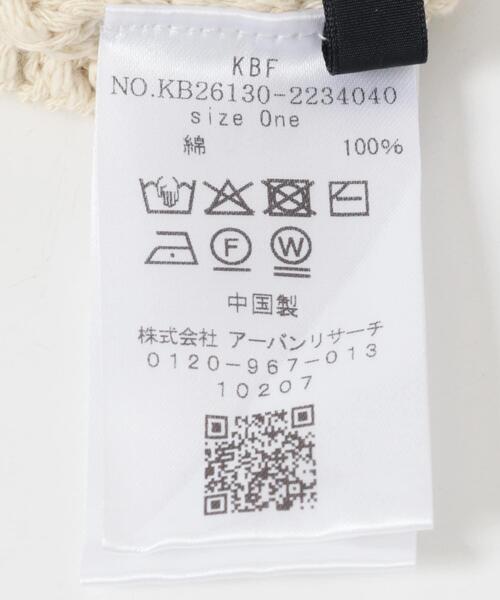 KBF
NO.KB26130-2234040
size One
綿 100%
F W
中国製
株式会社 アーバンリサーチ
0120-967-013
10207